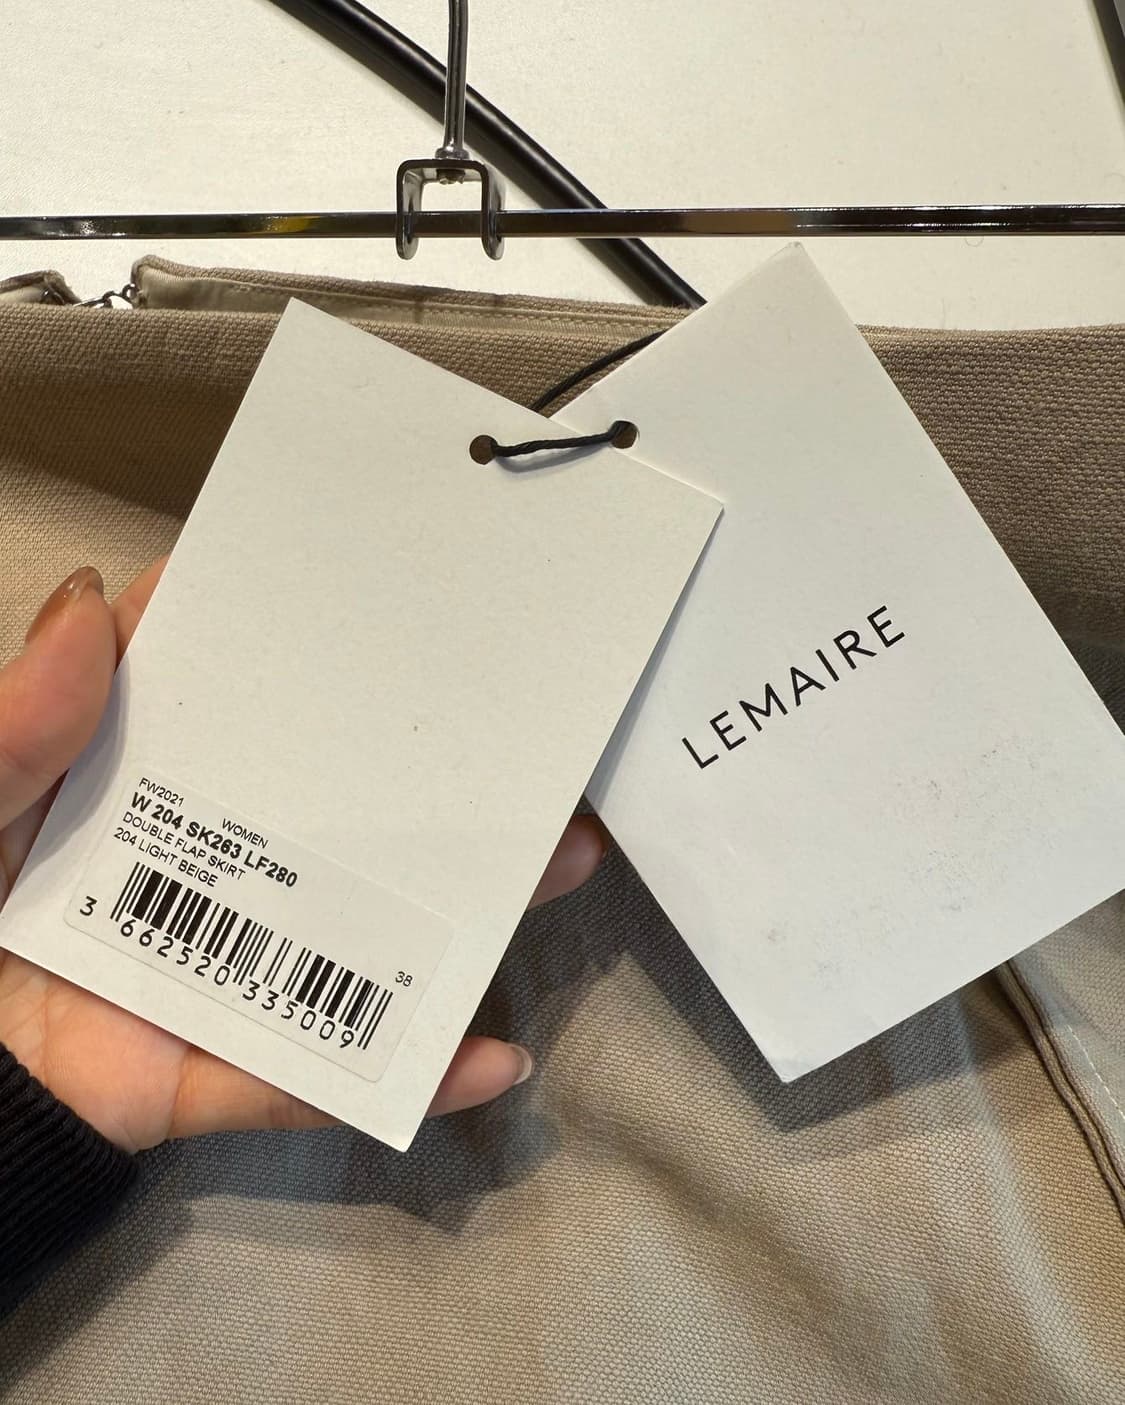 FW2021
WOMEN
W 204 SK263 LF280
DOUBLE FLAP SKIRT
204 LIGHT BEIGE
38
3 662520 335009
LEMAIRE